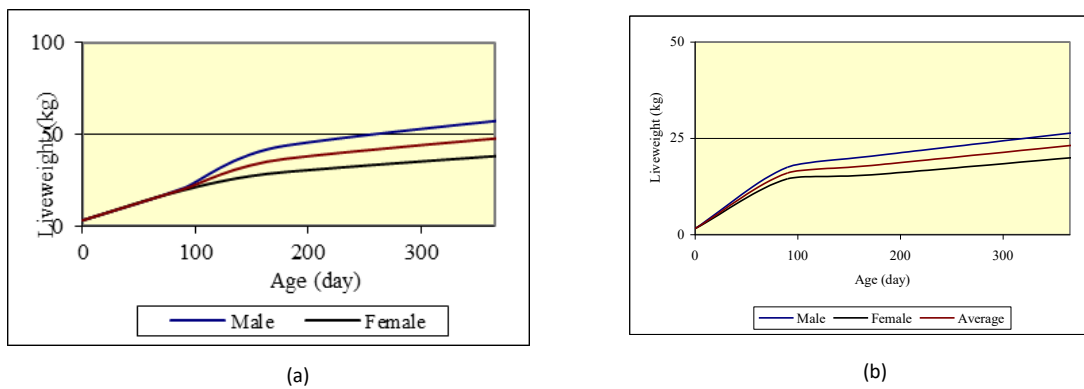 100
50
0
Liveweight (kg)
0 100 200 300
Age (day)
Male Female
(a)
50
25
0
Liveweight (kg)
0 100 200 300
Age (day)
Male Female Average
(b)